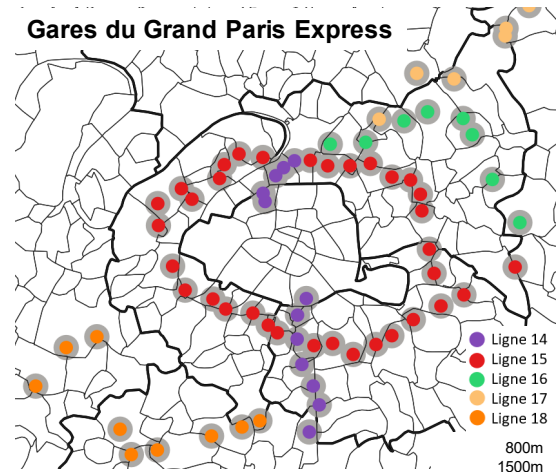 Gares du Grand Paris Express
Ligne 14
Ligne 15
Ligne 16
Ligne 17
Ligne 18
800m
1500m